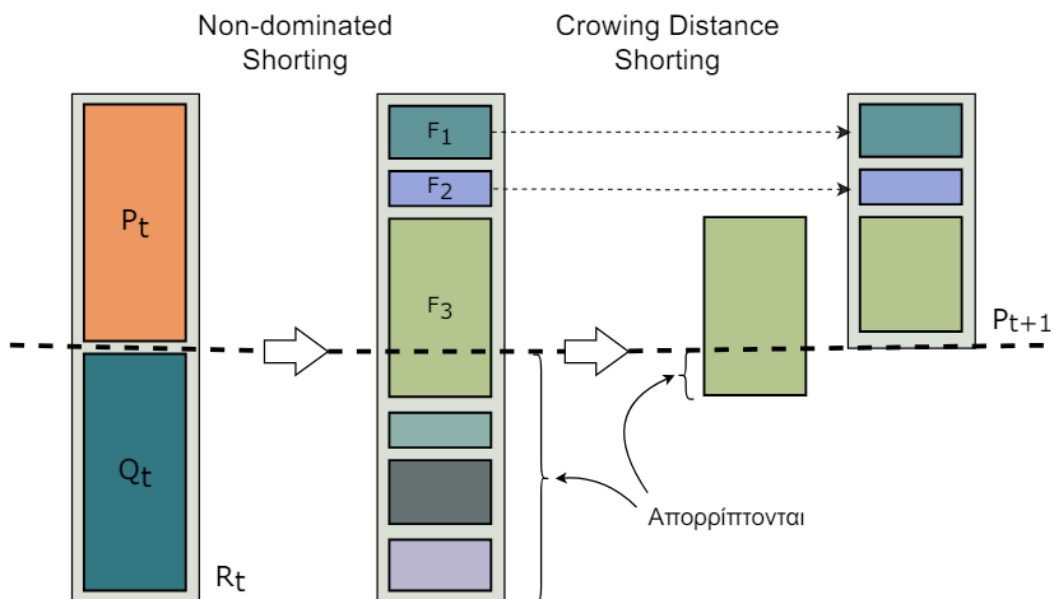 Non-dominated
Shorting
Crowing Distance
Shorting
F1
F2
Pt
F3
Pt+1
Qt
Απορρίπτονται
Rt